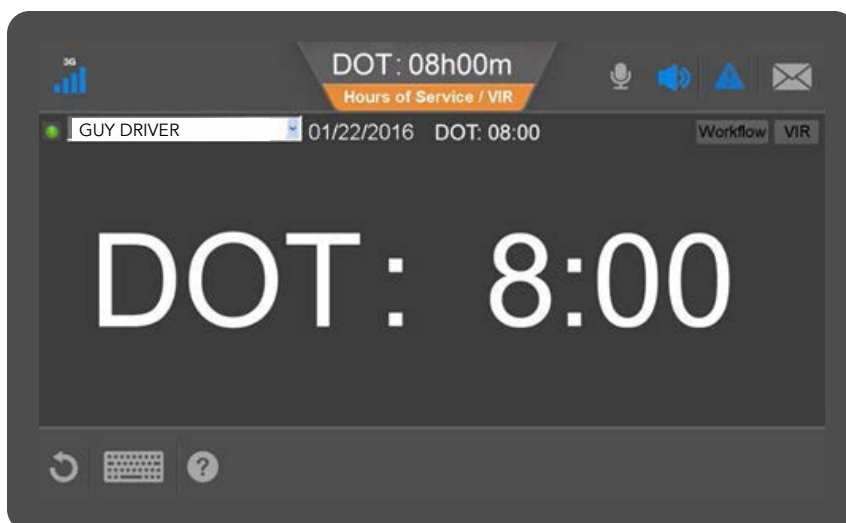 3G
DOT: 08h00m
Hours of Service / VIR
GUY DRIVER 01/22/2016 DOT: 08:00 Workflow VIR
DOT: 8:00
?